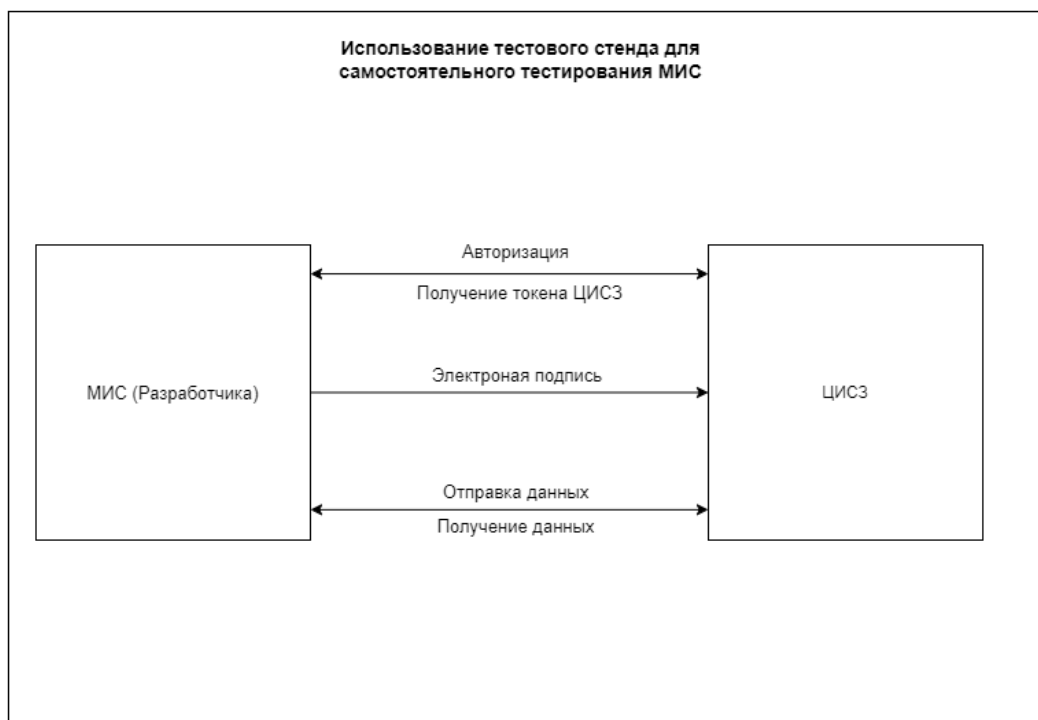 Использование тестового стенда для
самостоятельного тестирования МИС
Авторизация
Получение токена ЦИСЗ
МИС (Разработчика)
Электроная подпись
ЦИСЗ
Отправка данных
Получение данных